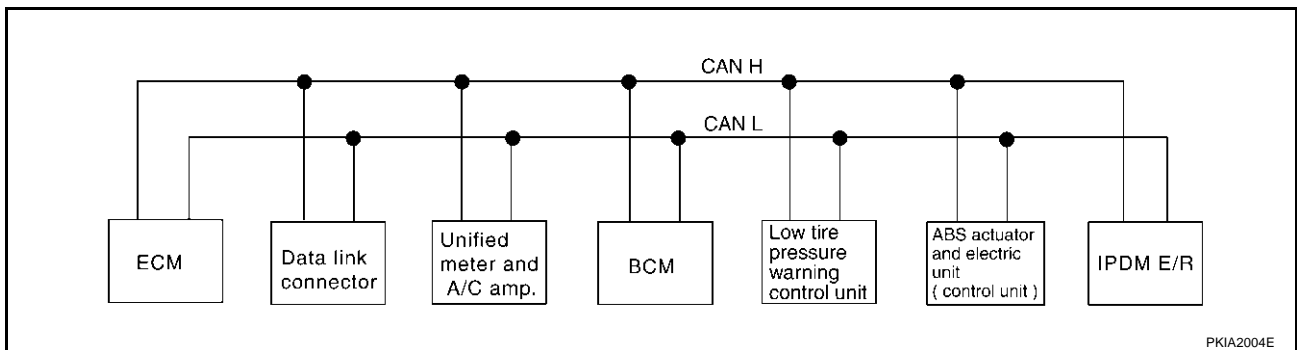 CAN H
CAN L
ECM
Data link
connector
Unified
meter and
A/C amp.
BCM
Low tire
pressure
warning
control unit
ABS actuator
and electric
unit
( control unit )
IPDM E/R
PKIA2004E